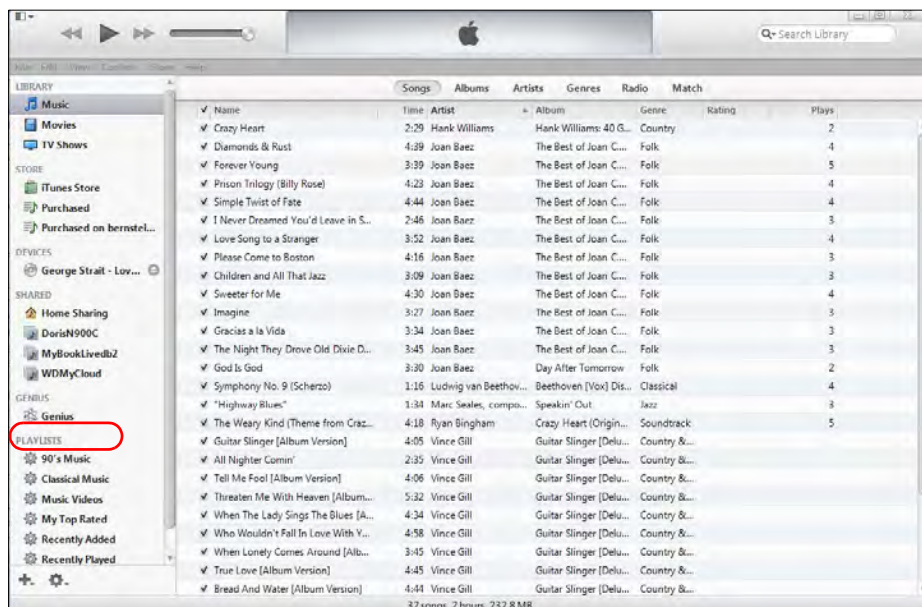 Search Library
LIBRARY
Songs Albums Artists Genres Radio Match
Music
✔ Name Time Artist Album Genre Rating Plays
Movies
✔ Crazy Heart 2:29 Hank Williams Hank Williams: 40 G... Country 2
TV Shows
✔ Diamonds & Rust 4:39 Joan Baez The Best of Joan C.... Folk 4
✔ Forever Young 3:39 Joan Baez The Best of Joan C.... Folk 5
STORE
✔ Prison Trilogy (Billy Rose) 4:23 Joan Baez The Best of Joan C.... Folk 4
iTunes Store
✔ Simple Twist of Fate 4:44 Joan Baez The Best of Joan C.... Folk 4
Purchased
✔ I Never Dreamed You'd Leave in S... 2:46 Joan Baez The Best of Joan C.... Folk 3
Purchased on bernstel...
✔ Love Song to a Stranger 3:52 Joan Baez The Best of Joan C.... Folk 4
DEVICES
✔ Please Come to Boston 4:16 Joan Baez The Best of Joan C.... Folk 3
George Strait - Lov...
✔ Children and All That Jazz 3:09 Joan Baez The Best of Joan C.... Folk 3
SHARED
✔ Sweeter for Me 4:30 Joan Baez The Best of Joan C.... Folk 4
Home Sharing
✔ Imagine 3:27 Joan Baez The Best of Joan C.... Folk 3
DorisN900C
✔ Gracias a la Vida 3:34 Joan Baez The Best of Joan C.... Folk 3
MyBookLivedb2
✔ The Night They Drove Old Dixie D... 3:45 Joan Baez The Best of Joan C.... Folk 3
WDMyCloud
✔ God Is God 3:30 Joan Baez Day After Tomorrow Folk 2
GENIUS
✔ Symphony No. 9 (Scherzo) 1:16 Ludwig van Beethov... Beethoven [Vox] Dis... Classical 4
Genius
✔ "Highway Blues" 1:34 Marc Seales, compo... Speakin' Out Jazz 3
✔ The Weary Kind (Theme from Craz... 4:18 Ryan Bingham Crazy Heart (Origin... Soundtrack 5
PLAYLISTS
✔ Guitar Slinger [Album Version] 4:05 Vince Gill Guitar Slinger [Delu... Country &...
90's Music
✔ All Nighter Comin' 2:35 Vince Gill Guitar Slinger [Delu... Country &...
Classical Music
✔ Tell Me Fool [Album Version] 4:06 Vince Gill Guitar Slinger [Delu... Country &...
Music Videos
✔ Threaten Me With Heaven [Album... 5:32 Vince Gill Guitar Slinger [Delu... Country &...
My Top Rated
✔ When The Lady Sings The Blues [A... 4:34 Vince Gill Guitar Slinger [Delu... Country &...
Recently Added
✔ Who Wouldn't Fall In Love With Y... 4:58 Vince Gill Guitar Slinger [Delu... Country &...
Recently Played
✔ When Lonely Comes Around [Alb... 3:45 Vince Gill Guitar Slinger [Delu... Country &...
✔ True Love [Album Version] 4:45 Vince Gill Guitar Slinger [Delu... Country &...
✔ Bread And Water [Album Version] 4:44 Vince Gill Guitar Slinger [Delu... Country &...
37 songs, 2 hours, 232.8 MB